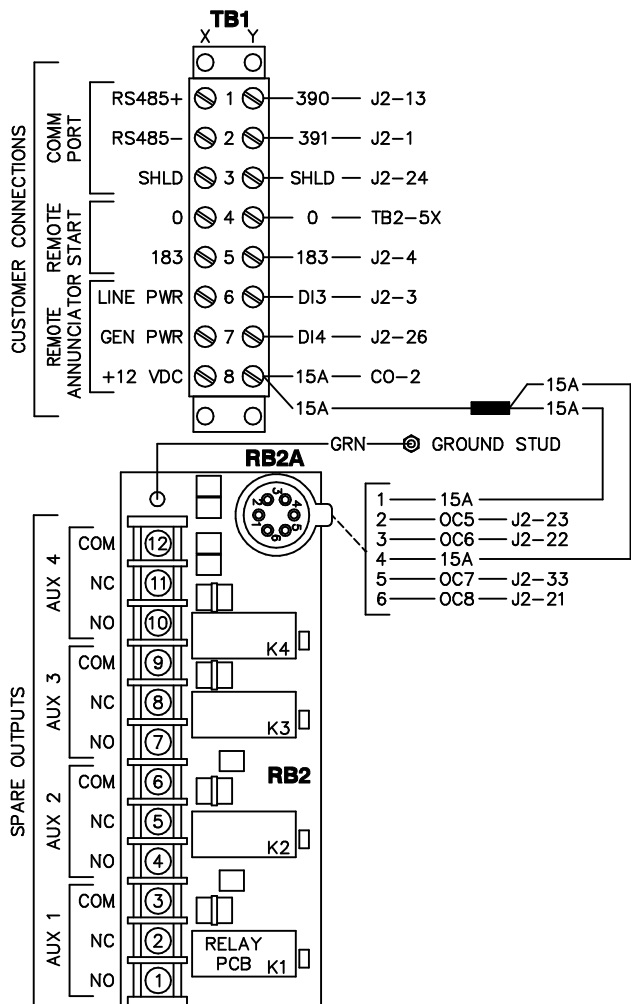 TB1
X Y
CUSTOMER CONNECTIONS
COMM PORT
REMOTE START
REMOTE ANNUNCIATOR
RS485+ 1 390 J2-13
RS485- 2 391 J2-1
SHLD 3 SHLD J2-24
0 4 0 TB2-5X
183 5 183 J2-4
LINE PWR 6 DI3 J2-3
GEN PWR 7 DI4 J2-26
+12 VDC 8 15A CO-2
15A
15A
15A
GRN GROUND STUD
RB2A
1 2 3 4 5 6
1 15A
2 OC5 J2-23
3 OC6 J2-22
4 15A
5 OC7 J2-33
6 OC8 J2-21
SPARE OUTPUTS
AUX 4
COM 12
NC 11
NO 10
K4
AUX 3
COM 9
NC 8
NO 7
K3
RB2
AUX 2
COM 6
NC 5
NO 4
K2
AUX 1
COM 3
NC 2
NO 1
RELAY
PCB K1